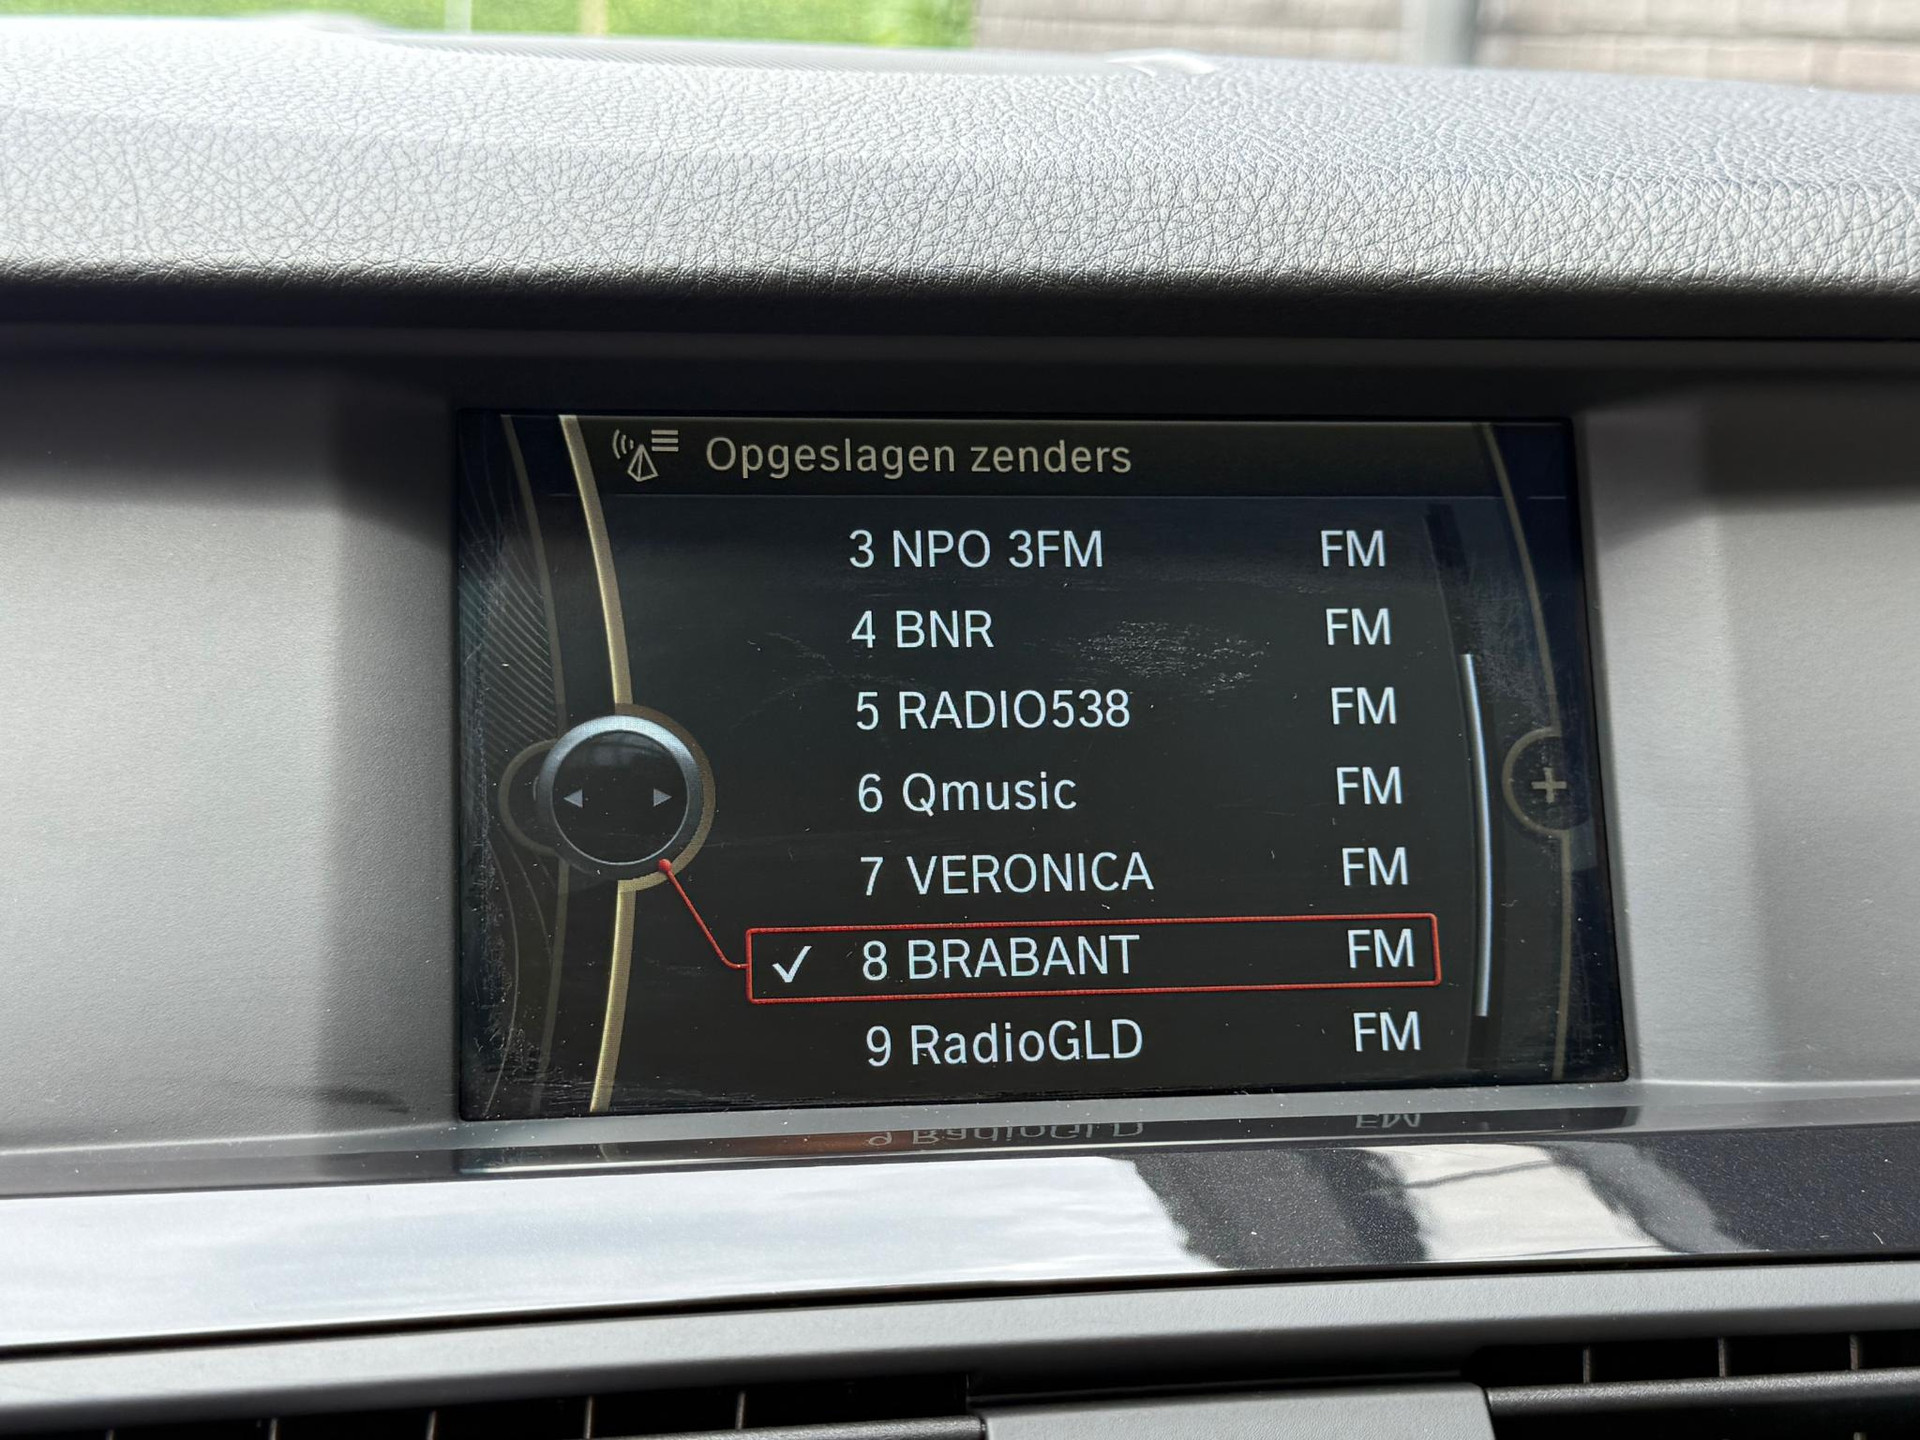 Opgeslagen zenders
3 NPO 3FM FM
4 BNR FM
5 RADIO538 FM
6 Qmusic FM
7 VERONICA FM
✓ 8 BRABANT FM
9 RadioGLD FM